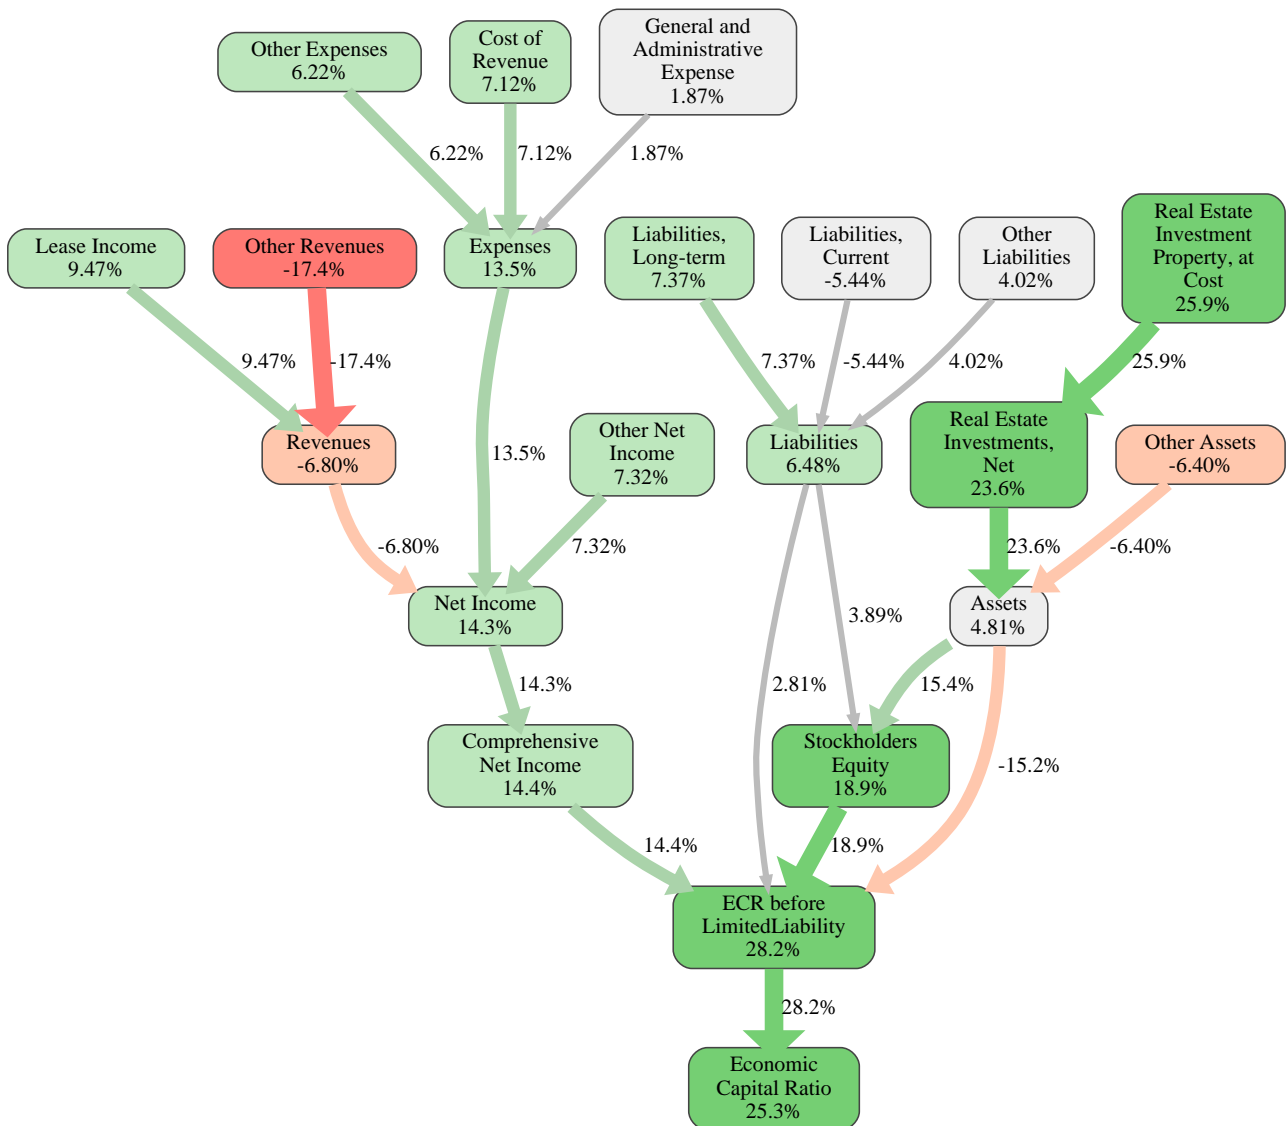 Other Expenses
6.22%
Cost of
Revenue
7.12%
General and
Administrative
Expense
1.87%
6.22%
7.12%
1.87%
Lease Income
9.47%
Other Revenues
-17.4%
Expenses
13.5%
Liabilities,
Long-term
7.37%
Liabilities,
Current
-5.44%
Other
Liabilities
4.02%
Real Estate
Investment
Property, at
Cost
25.9%
9.47%
-17.4%
7.37%
-5.44%
4.02%
25.9%
Revenues
-6.80%
13.5%
Other Net
Income
7.32%
Liabilities
6.48%
Real Estate
Investments,
Net
23.6%
Other Assets
-6.40%
-6.80%
7.32%
23.6%
-6.40%
Net Income
14.3%
Assets
4.81%
3.89%
14.3%
2.81%
15.4%
Comprehensive
Net Income
14.4%
Stockholders
Equity
18.9%
-15.2%
14.4%
18.9%
ECR before
LimitedLiability
28.2%
28.2%
Economic
Capital Ratio
25.3%